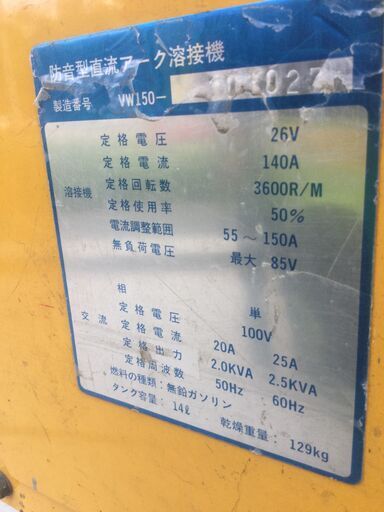 防音型直流アーク溶接機
製造番号 VW150-
定格電圧 26V
定格電流 140A
溶接機 定格回転数 3600R/M
定格使用率 50%
電流調整範囲 55~150A
無負荷電圧 最大 85V
相 単
定格電圧 100V
交流 定格電流 20A 25A
定格出力 2.0KVA 2.5KVA
定格周波数 50Hz 60Hz
燃料の種類:無鉛ガソリン
タンク容量: 14ℓ 乾燥重量: 129kg